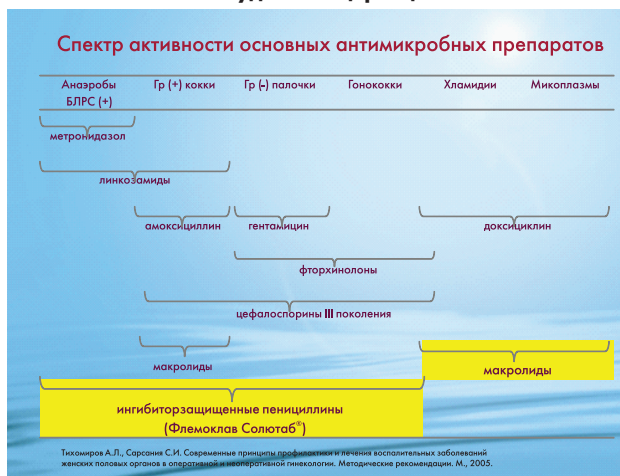 Спектр активности основных антимикробных препаратов
Анаэробы Гр (+) кокки Гр (-) палочки Гонококки Хламидии Микоплазмы
БЛРС (+)
метронидазол
линкозамиды
амоксициллин гентамицин доксициклин
фторхинолоны
цефалоспорины III поколения
макролиды макролиды
ингибиторзащищенные пенициллины
(Флемоклав Солютаб®)
Тихомиров А.Л., Сарсания С.И. Современные принципы профилактики и лечения воспалительных заболеваний
женских половых органов в оперативной и неоперативной гинекологии. Методические рекомендации. М., 2005.